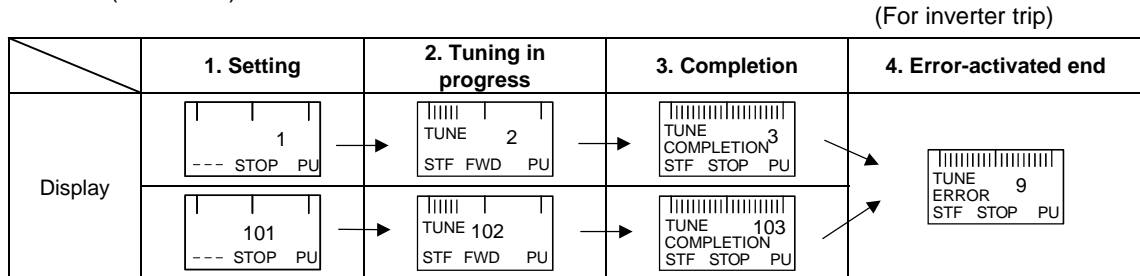 (For inverter trip)
1. Setting
2. Tuning in
progress
3. Completion
4. Error-activated end
Display
1
--- STOP PU
TUNE 2
STF FWD PU
TUNE
COMPLETION 3
STF STOP PU
TUNE
ERROR 9
STF STOP PU
101
--- STOP PU
TUNE 102
STF FWD PU
TUNE 103
COMPLETION
STF STOP PU